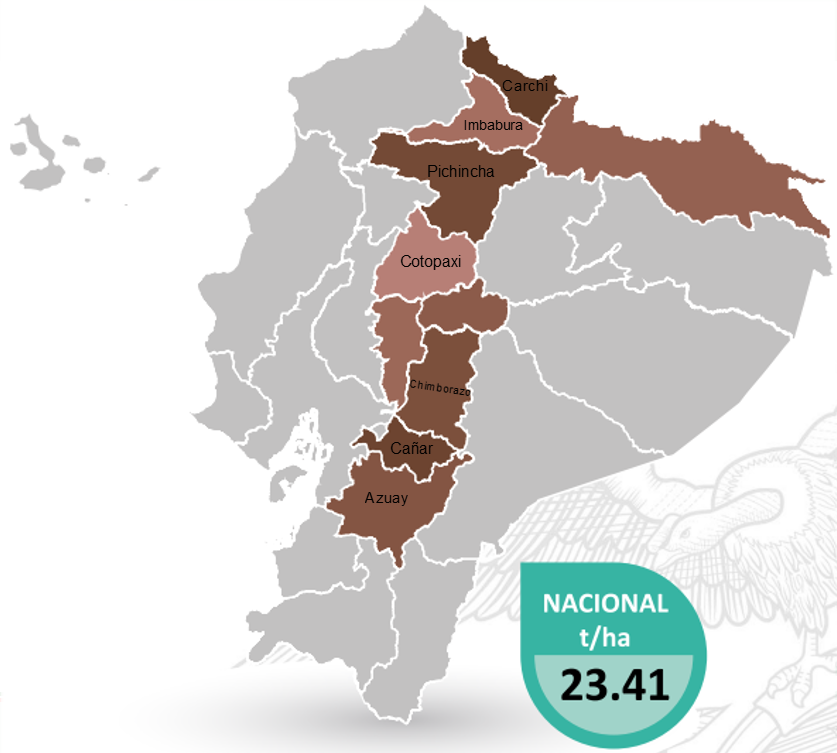 Carchi
Imbabura
Pichincha
Cotopaxi
Chimborazo
Cañar
Azuay
NACIONAL
t/ha
23.41